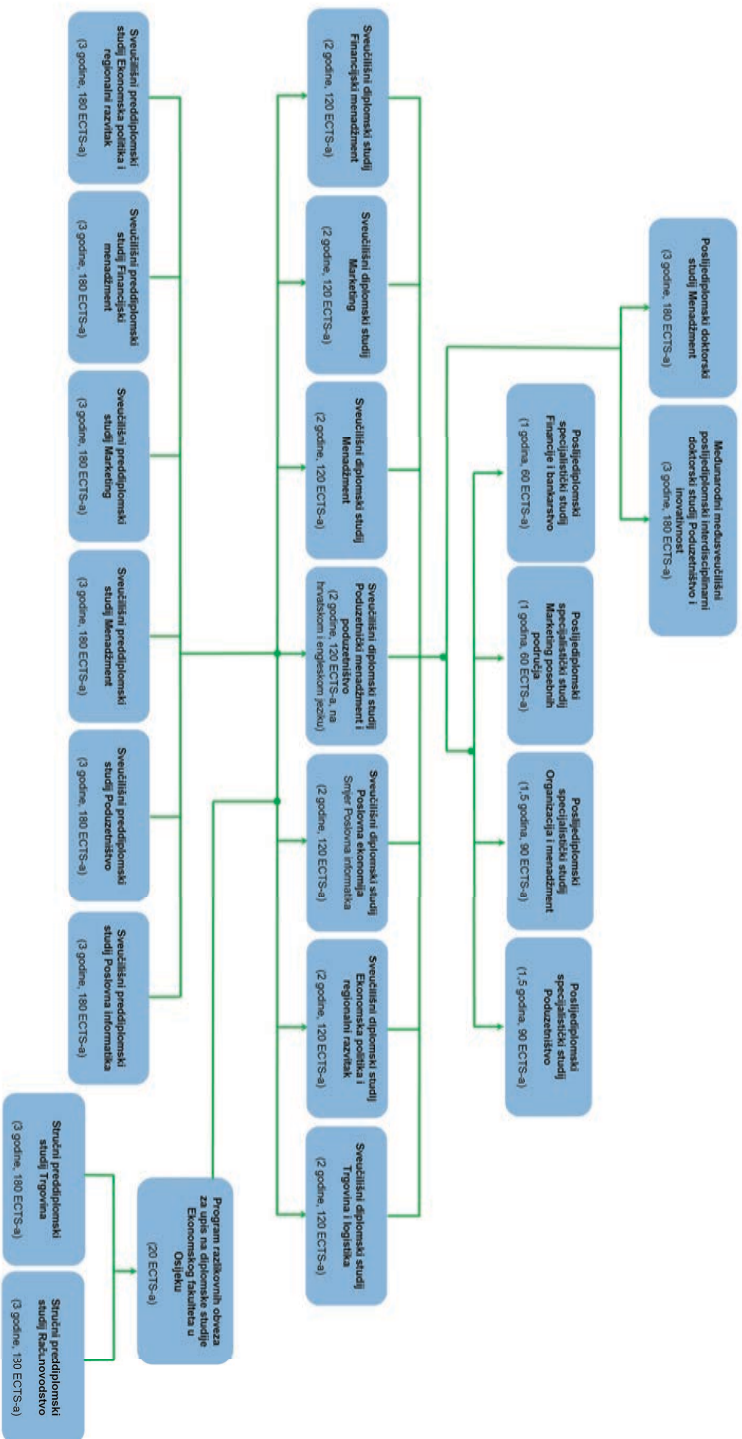 Poslijediplomski doktorski
studij Menadžment
(3 godine, 180 ECTS-a)
Međunarodni međusveučilišni
poslijediplomski interdisciplinarni
doktorski studij Poduzetništvo i
inovativnost
(3 godine, 180 ECTS-a)
Poslijediplomski
specijalistički studij
Financije i bankarstvo
(1 godina, 60 ECTS-a)
Poslijediplomski
specijalistički studij
Marketing posebnih
područja
(1 godina, 60 ECTS-a)
Poslijediplomski
specijalistički studij
Organizacija i menadžment
(1,5 godina, 90 ECTS-a)
Poslijediplomski
specijalistički studij
Poduzetništvo
(1,5 godina, 90 ECTS-a)
Sveučilišni diplomski studij
Financijski menadžment
(2 godine, 120 ECTS-a)
Sveučilišni diplomski studij
Marketing
(2 godine, 120 ECTS-a)
Sveučilišni diplomski studij
Menadžment
(2 godine, 120 ECTS-a)
Sveučilišni diplomski studij
Poduzetnički menadžment i
poduzetništvo
(2 godine, 120 ECTS-a, na
hrvatskom i engleskom jeziku)
Sveučilišni diplomski studij
Poslovna ekonomija
Smjer Poslovna informatika
(2 godine, 120 ECTS-a)
Sveučilišni diplomski studij
Ekonomska politika i
regionalni razvitak
(2 godine, 120 ECTS-a)
Sveučilišni diplomski studij
Trgovina i logistika
(2 godine, 120 ECTS-a)
Sveučilišni preddiplomski
studij Ekonomska politika i
regionalni razvitak
(3 godine, 180 ECTS-a)
Sveučilišni preddiplomski
studij Financijski
menadžment
(3 godine, 180 ECTS-a)
Sveučilišni preddiplomski
studij Marketing
(3 godine, 180 ECTS-a)
Sveučilišni preddiplomski
studij Menadžment
(3 godine, 180 ECTS-a)
Sveučilišni preddiplomski
studij Poduzetništvo
(3 godine, 180 ECTS-a)
Sveučilišni preddiplomski
studij Poslovna informatika
(3 godine, 180 ECTS-a)
Program razlikovnih obveza
za upis na diplomske studije
Ekonomskog fakulteta u
Osijeku
(20 ECTS-a)
Stručni preddiplomski
studij Trgovina
(3 godine, 180 ECTS-a)
Stručni preddiplomski
studij Računovodstvo
(3 godine, 180 ECTS-a)